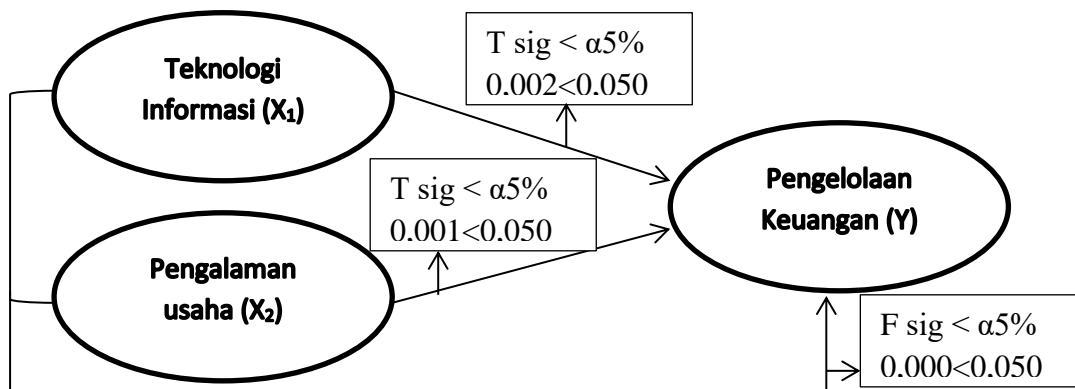 T sig < α5%
0.002<0.050
Teknologi
Informasi (X₁)
T sig < α5%
0.001<0.050
Pengelolaan
Keuangan (Y)
Pengalaman
usaha (X₂)
F sig < α5%
0.000<0.050